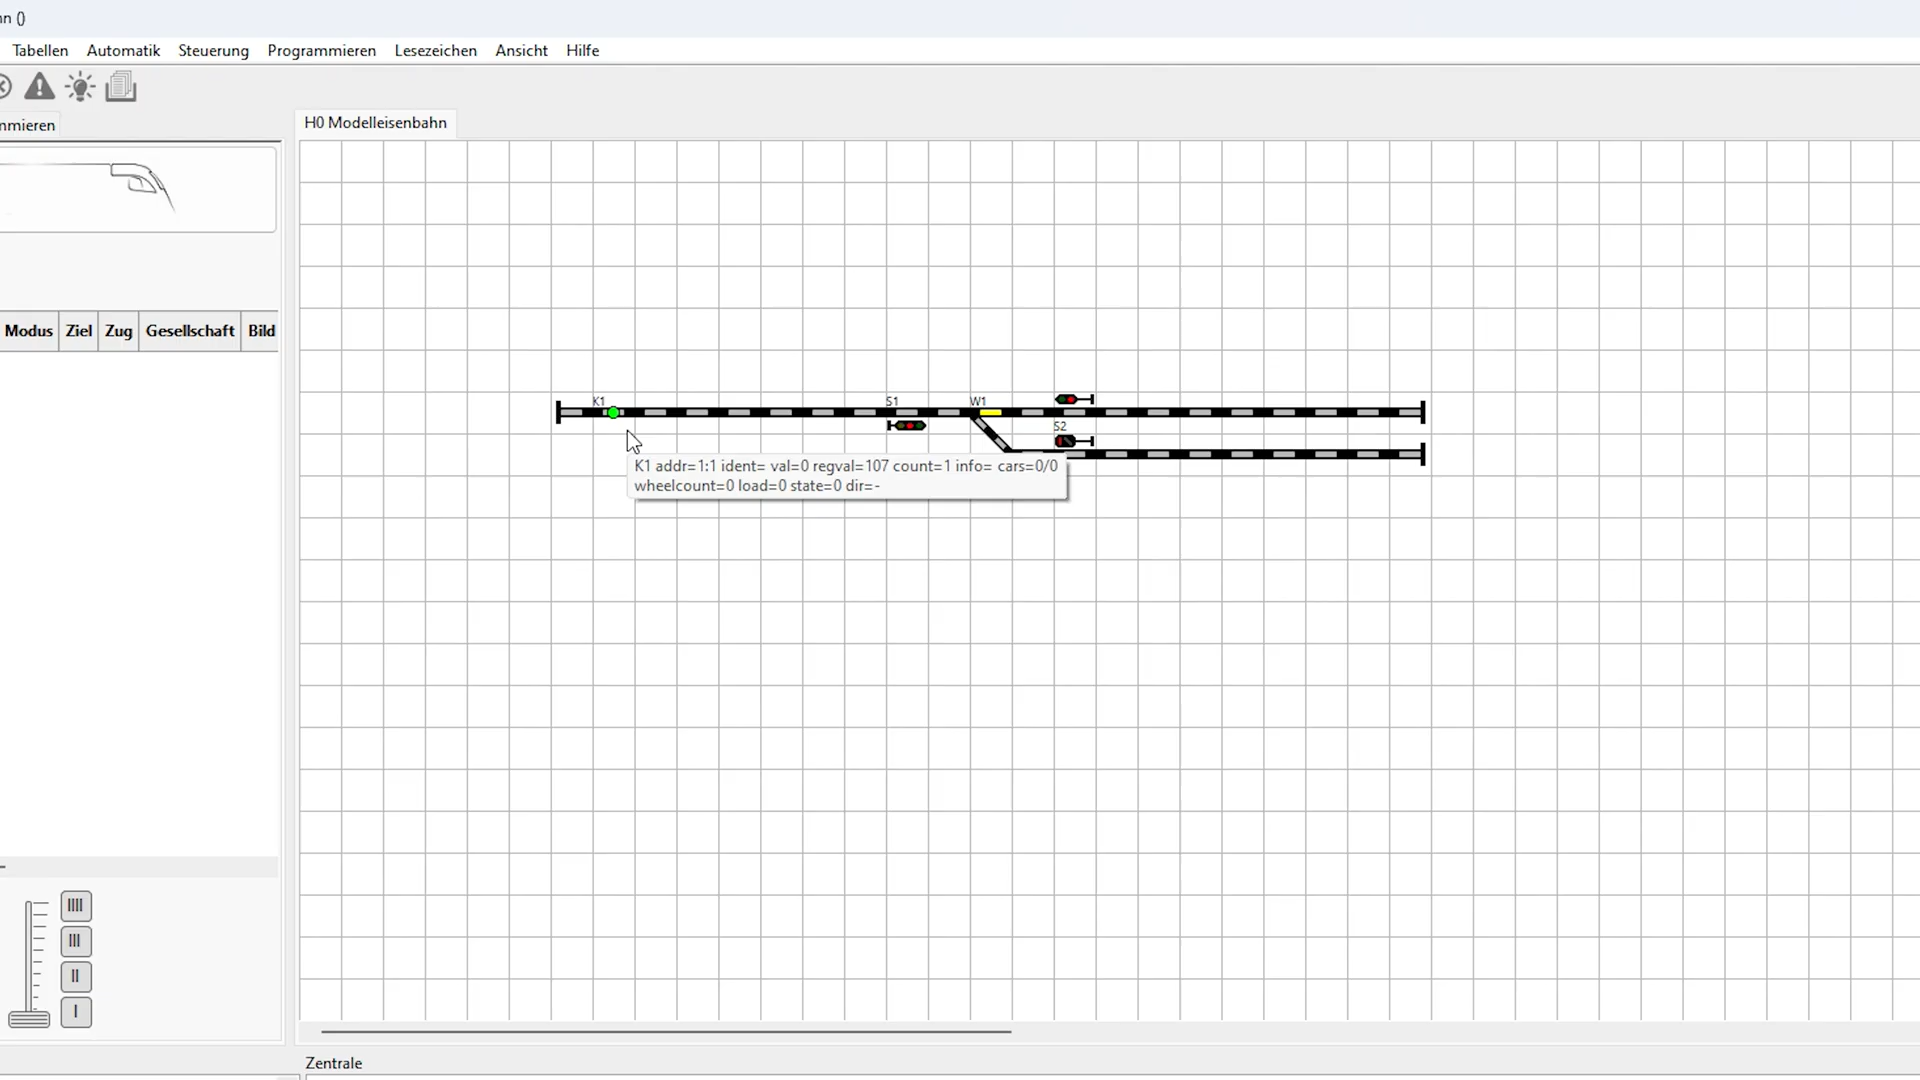 nn ()
Tabellen Automatik Steuerung Programmieren Lesezeichen Ansicht Hilfe
mmieren
H0 Modelleisenbahn
Modus Ziel Zug Gesellschaft Bild
K1 S1 W1
S2
K1 addr=1:1 ident= val=0 regval=107 count=1 info= cars=0/0
wheelcount=0 load=0 state=0 dir=-
IIII
III
II
I
Zentrale